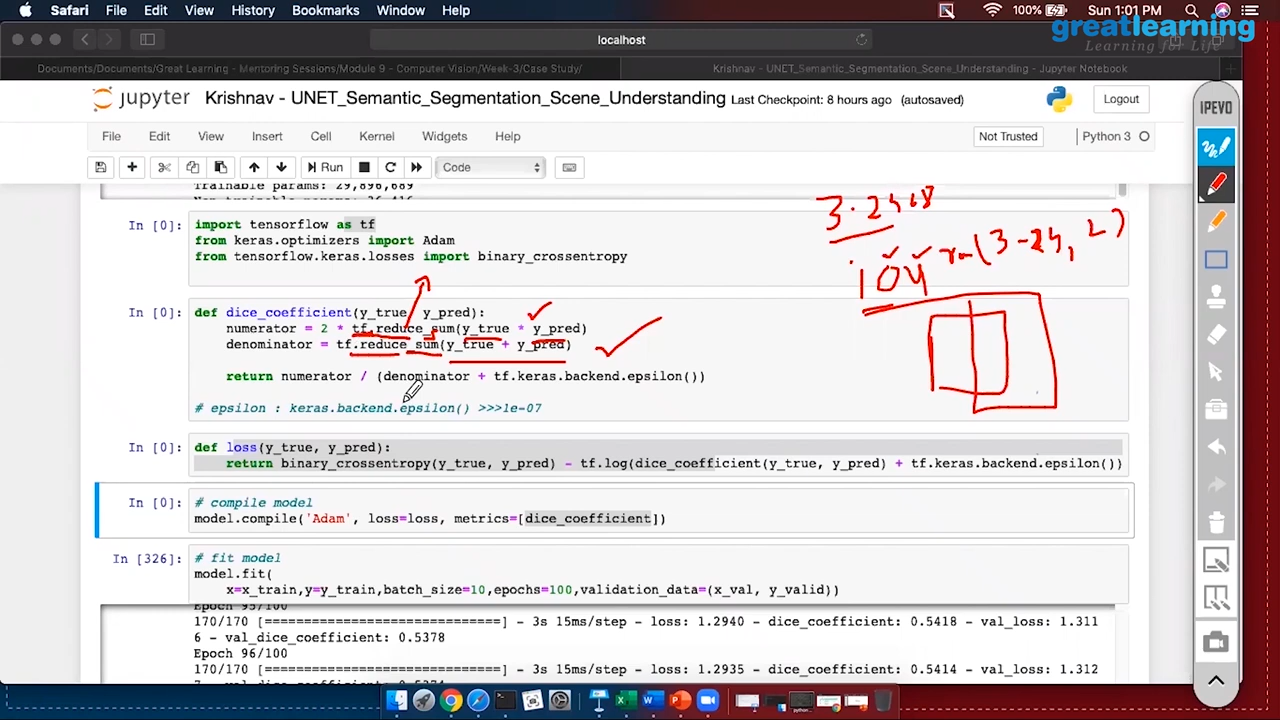 Safari File Edit View History Bookmarks Window Help 100% Sun 1:01 PM
greatlearning
Learning for Life
localhost
Documents/Documents/Great Learning - Mentoring Sessions/Module 9 - Computer Vision/Week-3/Case Study/
Krishnav - UNET_Semantic_Segmentation_Scene_Understanding - Jupyter Notebook
jupyter Krishnav - UNET_Semantic_Segmentation_Scene_Understanding Last Checkpoint: 8 hours ago (autosaved) Logout
IPEVO
File Edit View Insert Cell Kernel Widgets Help Not Trusted Python 3
Run Code
Trainable params: 29,896,689
Non-trainable params: 36,416
In [0]: import tensorflow as tf
from keras.optimizers import Adam
from tensorflow.keras.losses import binary_crossentropy
In [0]: def dice_coefficient(y_true, y_pred):
numerator = 2 * tf.reduce_sum(y_true * y_pred)
denominator = tf.reduce_sum(y_true + y_pred)
return numerator / (denominator + tf.keras.backend.epsilon())
# epsilon : keras.backend.epsilon() >>>1e-07
In [0]: def loss(y_true, y_pred):
return binary_crossentropy(y_true, y_pred) - tf.log(dice_coefficient(y_true, y_pred) + tf.keras.backend.epsilon())
In [0]: # compile model
model.compile('Adam', loss=loss, metrics=[dice_coefficient])
In [326]: # fit model
model.fit(
x=x_train,y=y_train,batch_size=10,epochs=100,validation_data=(x_val, y_valid))
Epoch 95/100
170/170 [==============================] - 3s 15ms/step - loss: 1.2940 - dice_coefficient: 0.5418 - val_loss: 1.311
6 - val_dice_coefficient: 0.5378
Epoch 96/100
170/170 [==============================] - 3s 15ms/step - loss: 1.2935 - dice_coefficient: 0.5414 - val_loss: 1.312